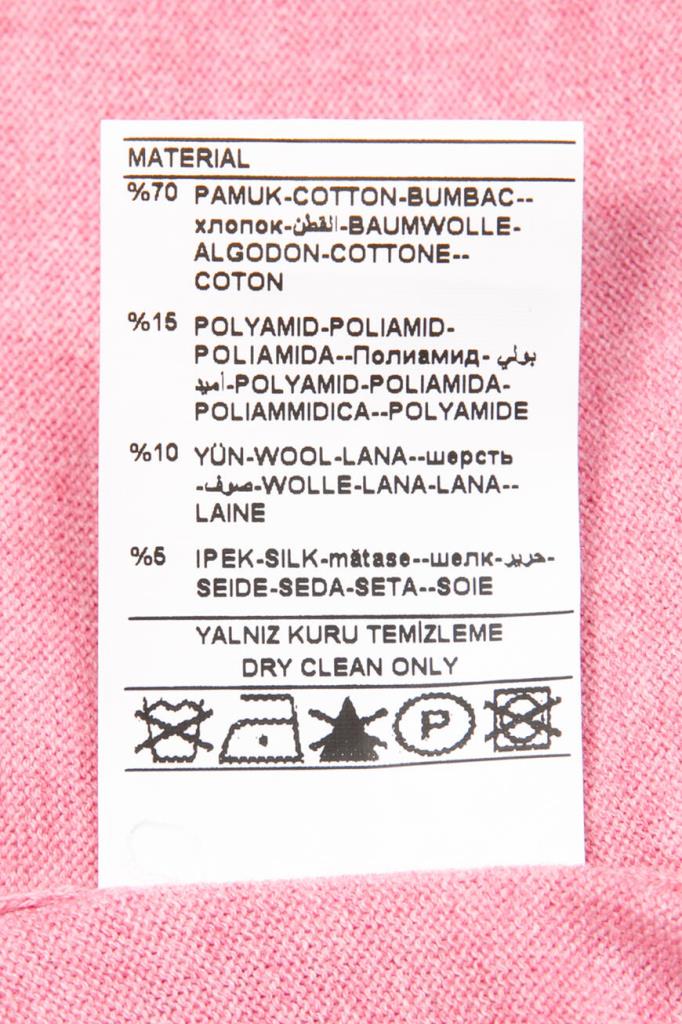 MATERIAL
%70 PAMUK-COTTON-BUMBAC--
хлопок-القطن-BAUMWOLLE-
ALGODON-COTTONE--
COTON
%15 POLYAMID-POLIAMID-
POLIAMIDA--Полиамид- بولي
أميد-POLYAMID-POLIAMIDA-
POLIAMMIDICA--POLYAMIDE
%10 YÜN-WOOL-LANA--шерсть
-صوف-WOLLE-LANA-LANA--
LAINE
%5 IPEK-SILK-mătase--шелк-حرير-
SEIDE-SEDA-SETA--SOIE
YALNIZ KURU TEMİZLEME
DRY CLEAN ONLY
P